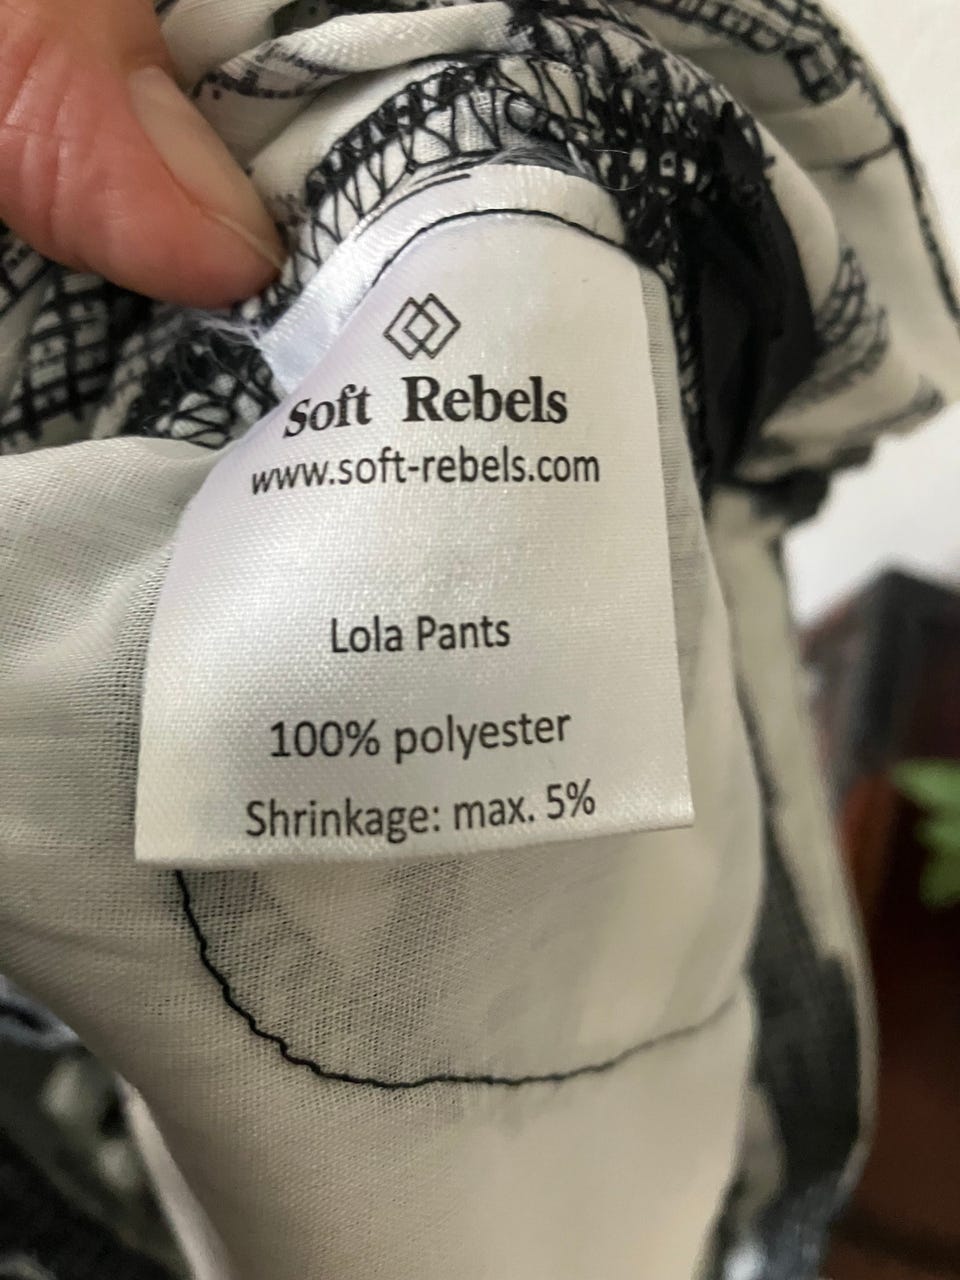 Soft Rebels
www.soft-rebels.com
Lola Pants
100% polyester
Shrinkage: max. 5%